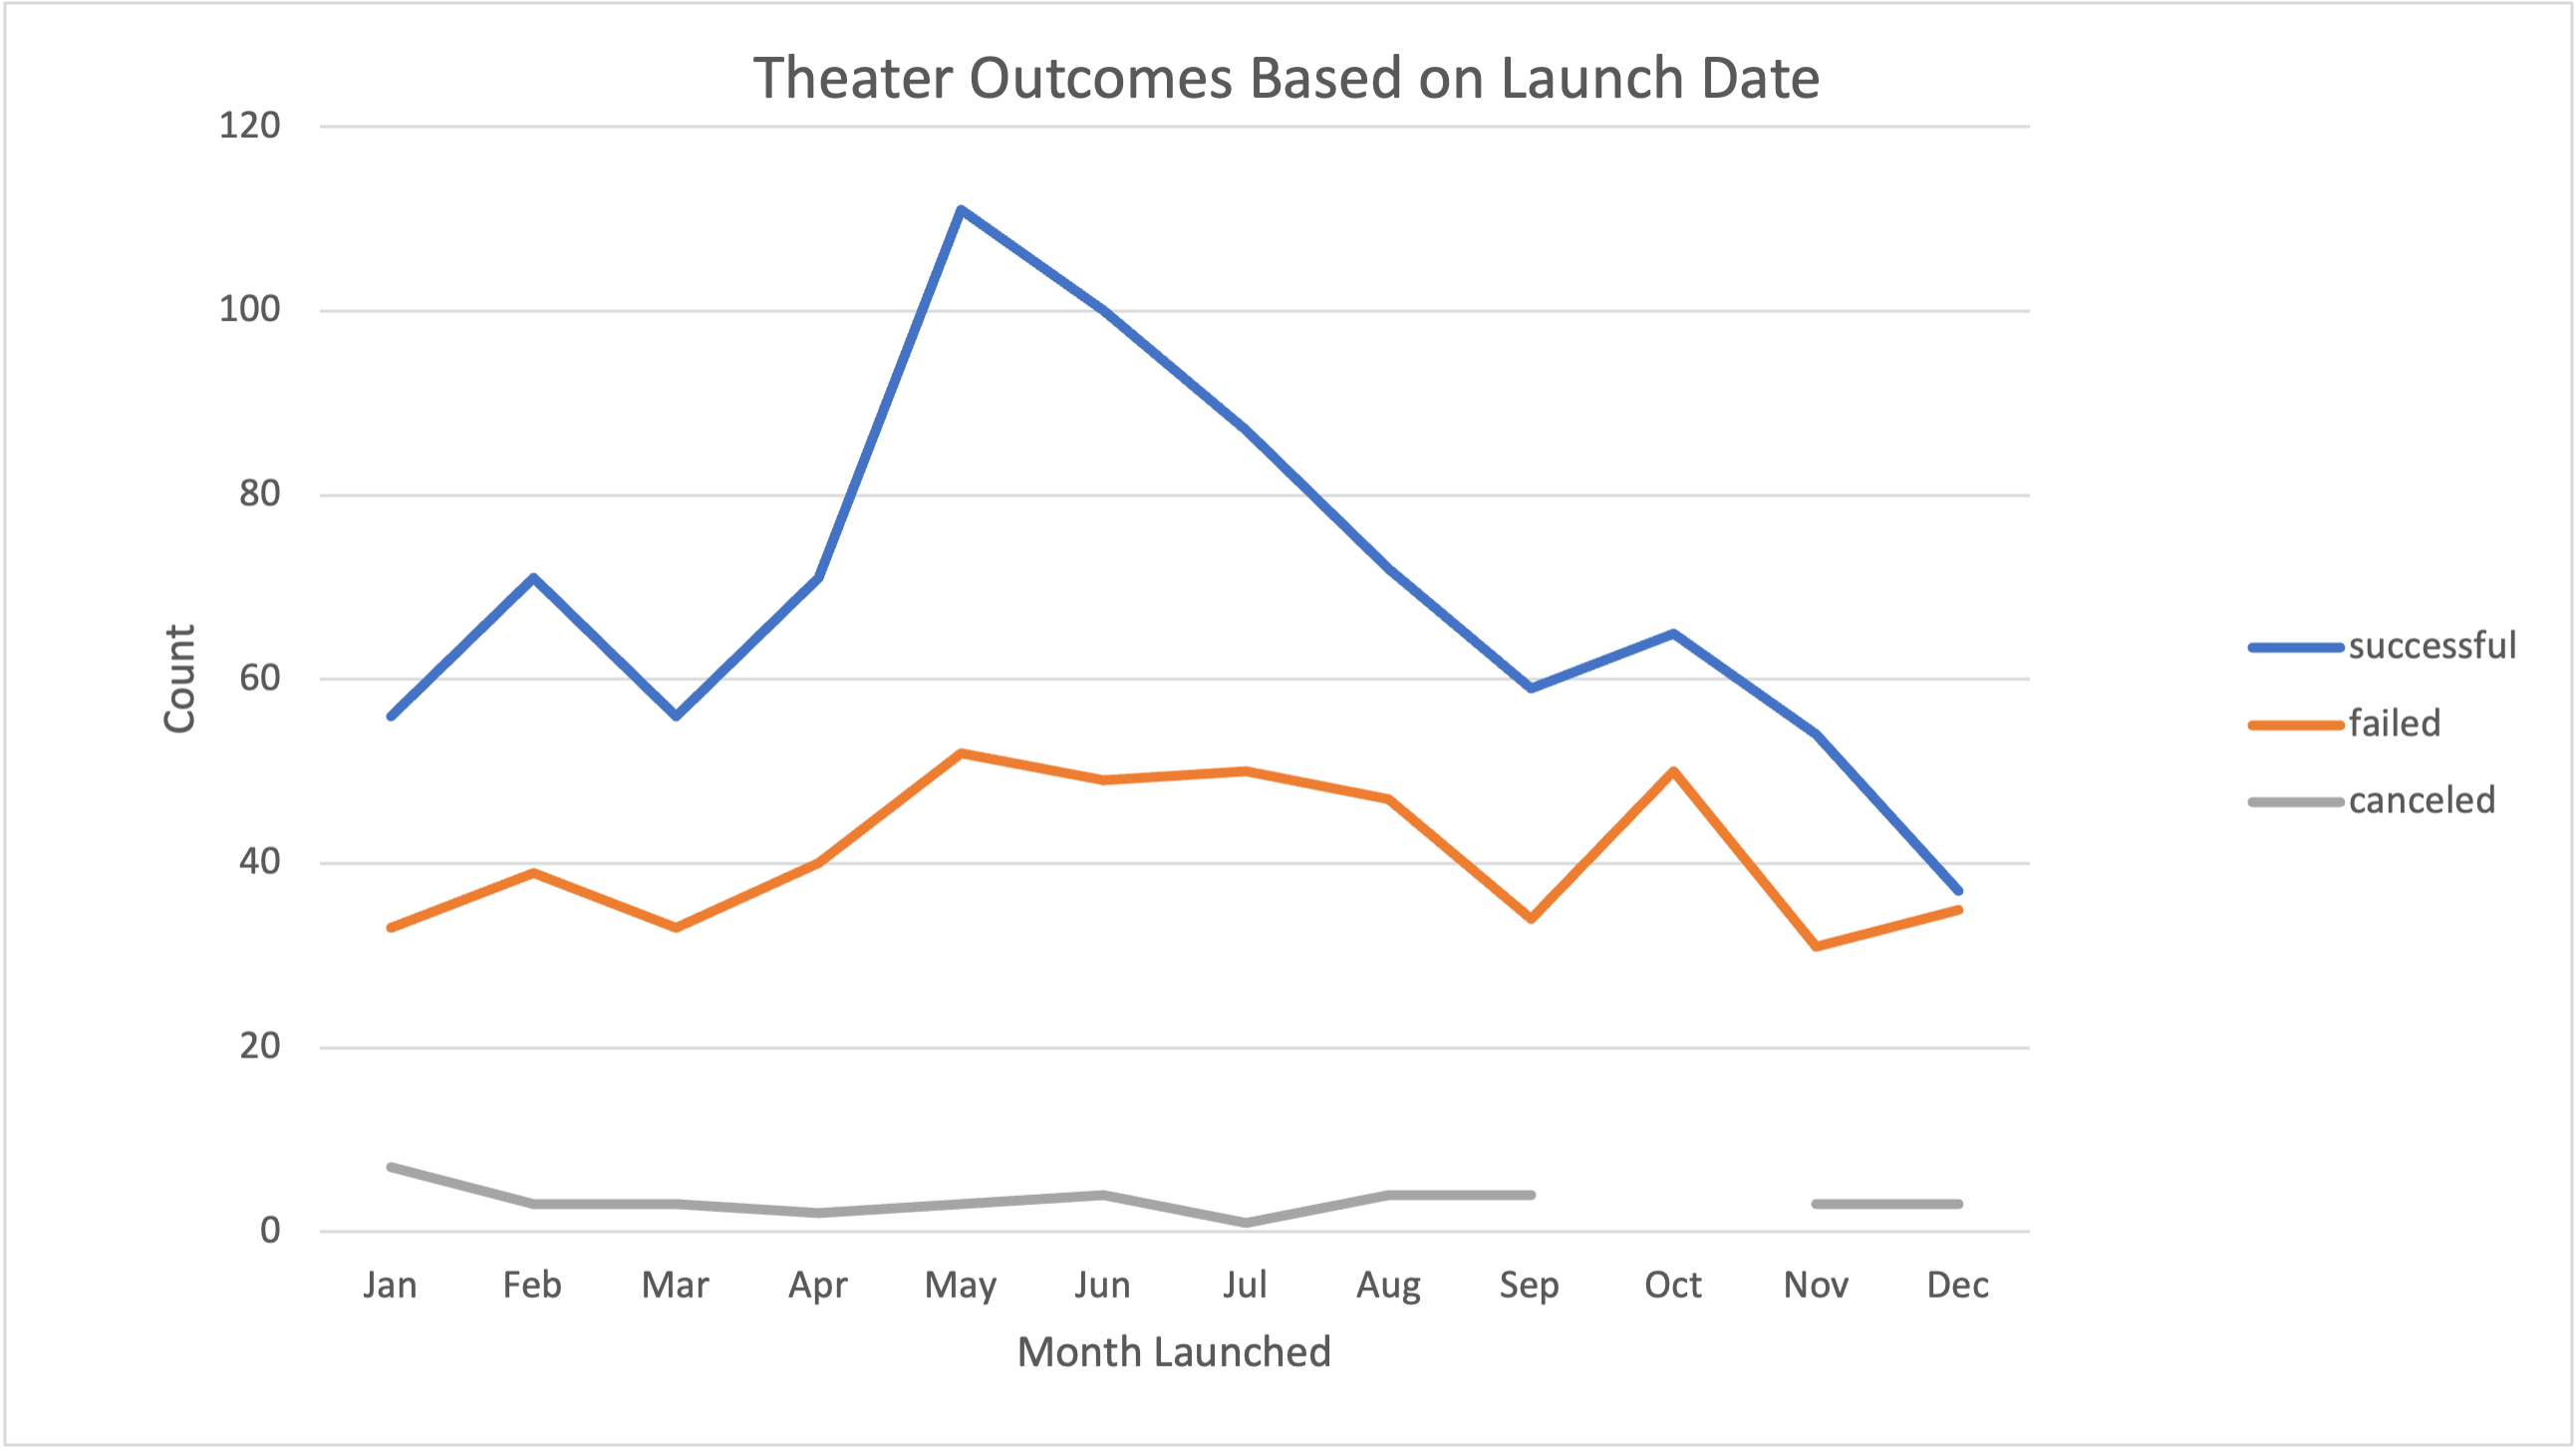 Theater Outcomes Based on Launch Date
120
100
80
60
40
20
0
Count
Jan Feb Mar Apr May Jun Jul Aug Sep Oct Nov Dec
Month Launched
successful
failed
canceled